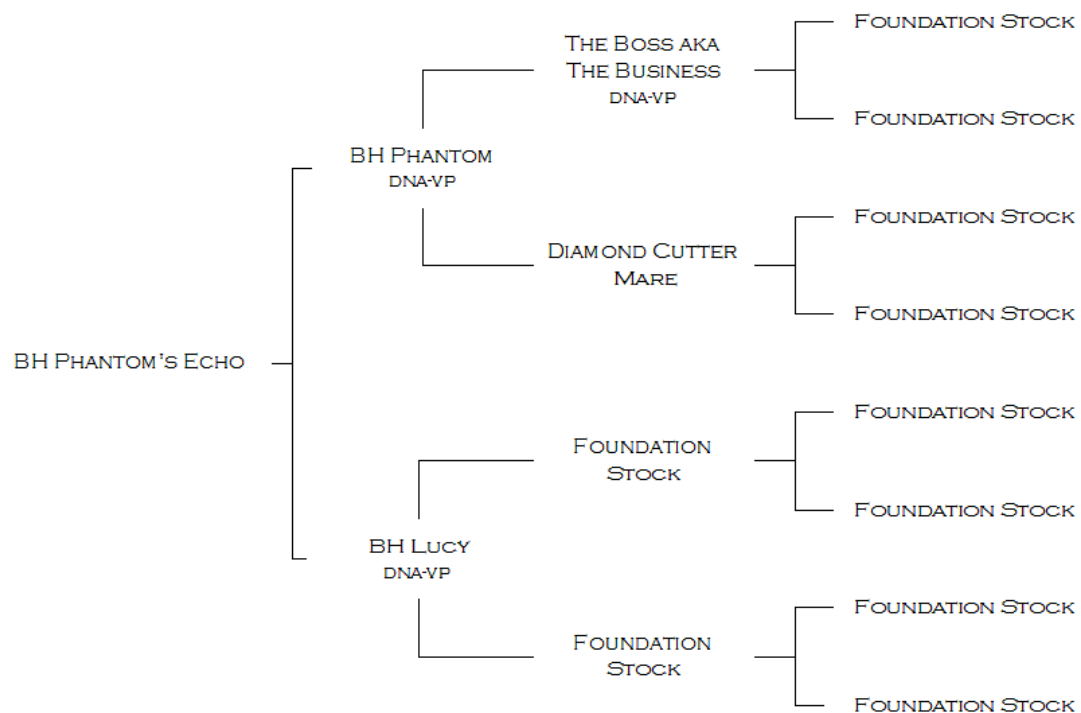 Foundation Stock
The Boss aka
The Business
DNA-VP
Foundation Stock
BH Phantom
DNA-VP
Foundation Stock
Diamond Cutter
Mare
Foundation Stock
BH Phantom's Echo
Foundation Stock
Foundation
Stock
Foundation Stock
BH Lucy
DNA-VP
Foundation Stock
Foundation
Stock
Foundation Stock